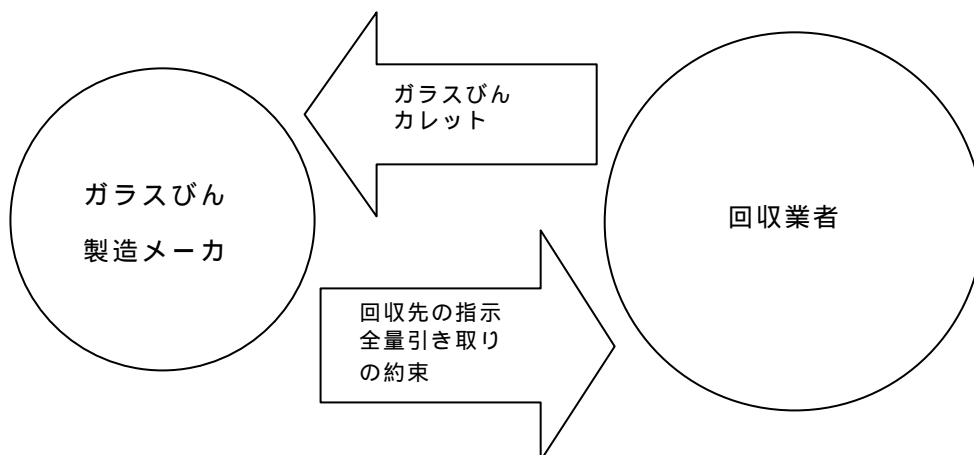 ガラスびん
カレット
ガラスびん
製造メーカ
回収業者
回収先の指示
全量引き取り
の約束